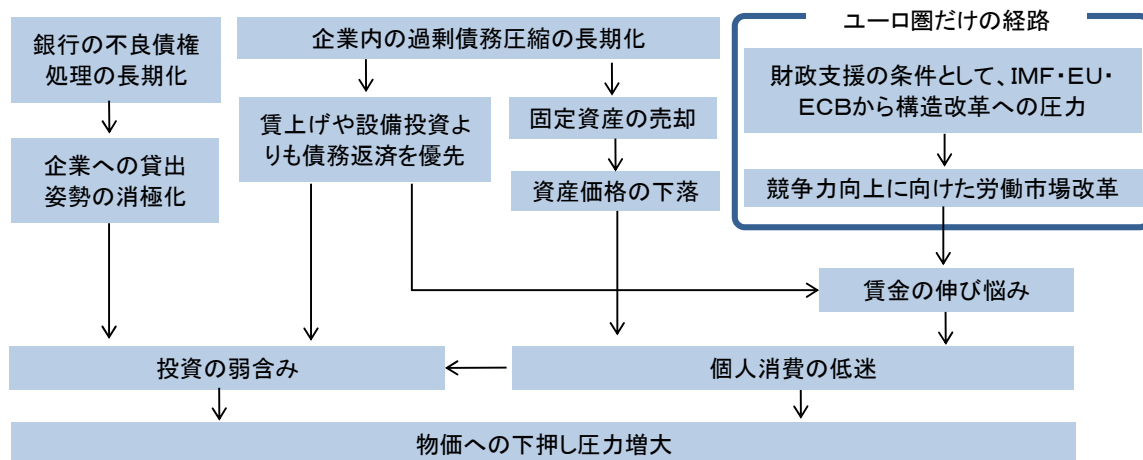 銀行の不良債権
処理の長期化
企業への貸出
姿勢の消極化
企業内の過剰債務圧縮の長期化
賃上げや設備投資よ
りも債務返済を優先
固定資産の売却
資産価格の下落
ユーロ圏だけの経路
財政支援の条件として、IMF・EU・
ECBから構造改革への圧力
競争力向上に向けた労働市場改革
賃金の伸び悩み
投資の弱含み
個人消費の低迷
物価への下押し圧力増大